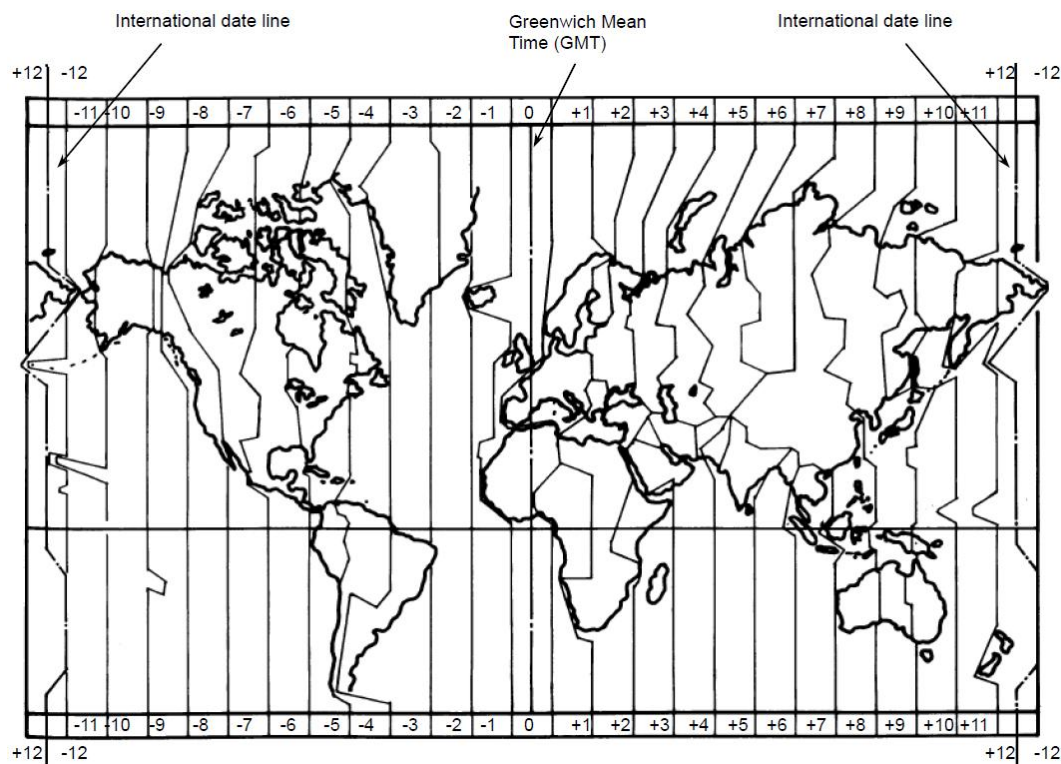 International date line
Greenwich Mean
Time (GMT)
International date line
+12 -12
+12 -12
-11 -10 -9 -8 -7 -6 -5 -4 -3 -2 -1 0 +1 +2 +3 +4 +5 +6 +7 +8 +9 +10 +11
-11 -10 -9 -8 -7 -6 -5 -4 -3 -2 -1 0 +1 +2 +3 +4 +5 +6 +7 +8 +9 +10 +11
+12 -12
+12 -12